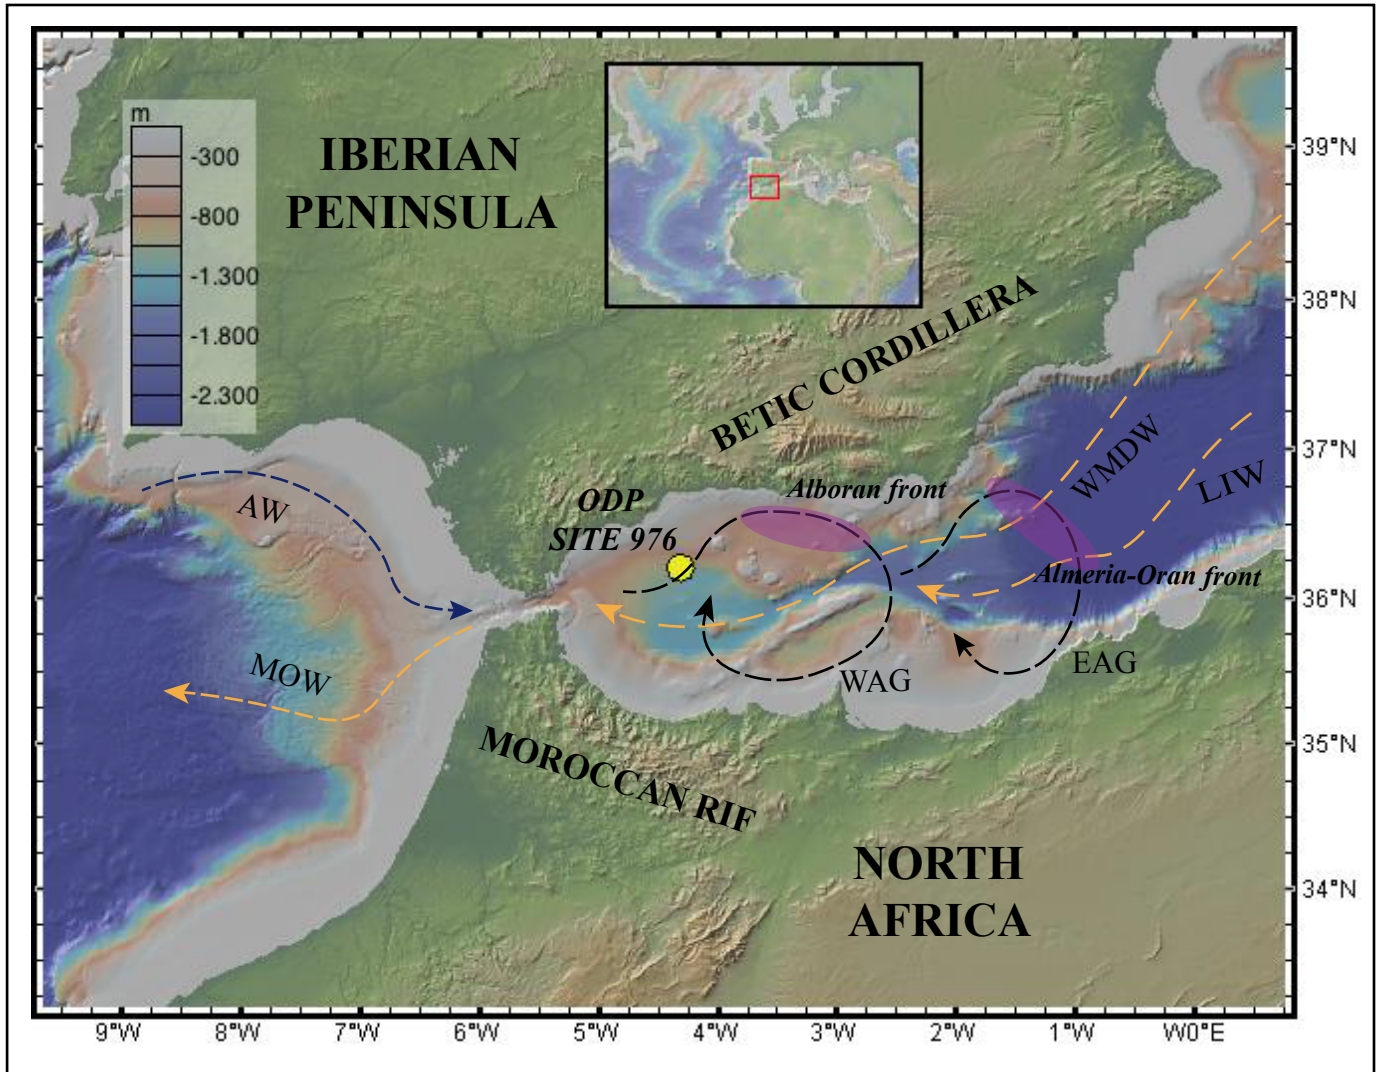 m
-300
-800
-1.300
-1.800
-2.300
IBERIAN
PENINSULA
BETIC CORDILLERA
ODP
SITE 976
Alboran front
WMDW
LIW
Almeria-Oran front
AW
MOW
WAG
EAG
MOROCCAN RIF
NORTH
AFRICA
39°N
38°N
37°N
36°N
35°N
34°N
9°W 8°W 7°W 6°W 5°W 4°W 3°W 2°W 1°W W0°E